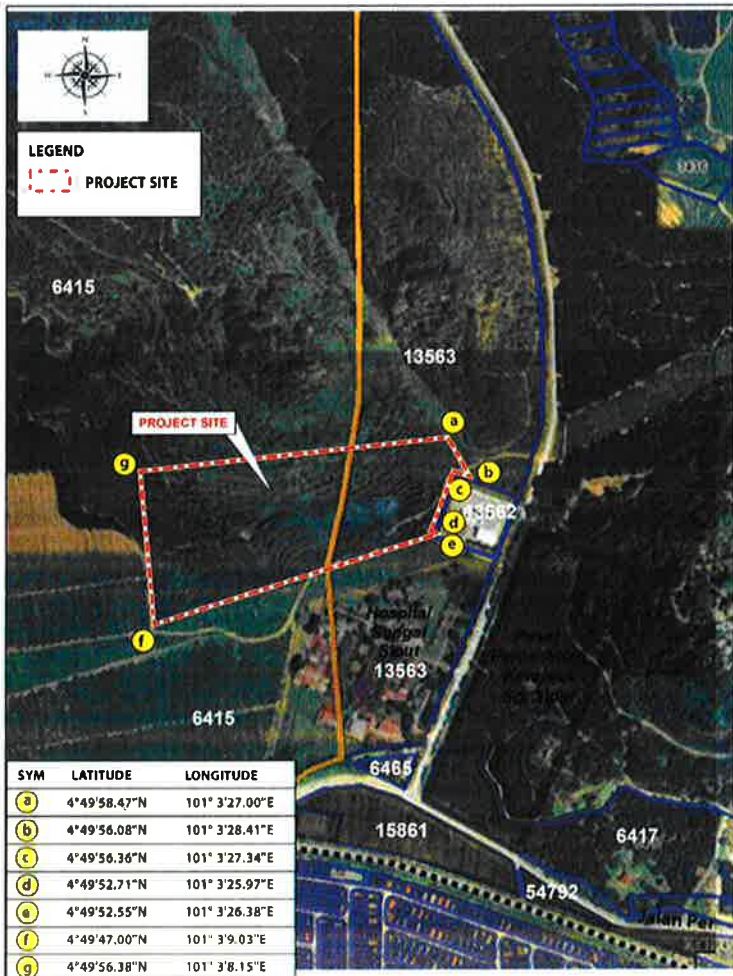 N
E
S
LEGEND
PROJECT SITE
6415
13563
PROJECT SITE
a
g
b
c
13562
d
e
Hospital
Sungai
Siput
f
13563
6415
6465
15861
6417
54792
Jalan Per
SYM LATITUDE LONGITUDE
a 4°49'58.47"N 101° 3'27.00"E
b 4°49'56.08"N 101° 3'28.41"E
c 4°49'56.36"N 101° 3'27.34"E
d 4°49'52.71"N 101° 3'25.97"E
e 4°49'52.55"N 101° 3'26.38"E
f 4°49'47.00"N 101° 3'9.03"E
g 4°49'56.38"N 101° 3'8.15"E